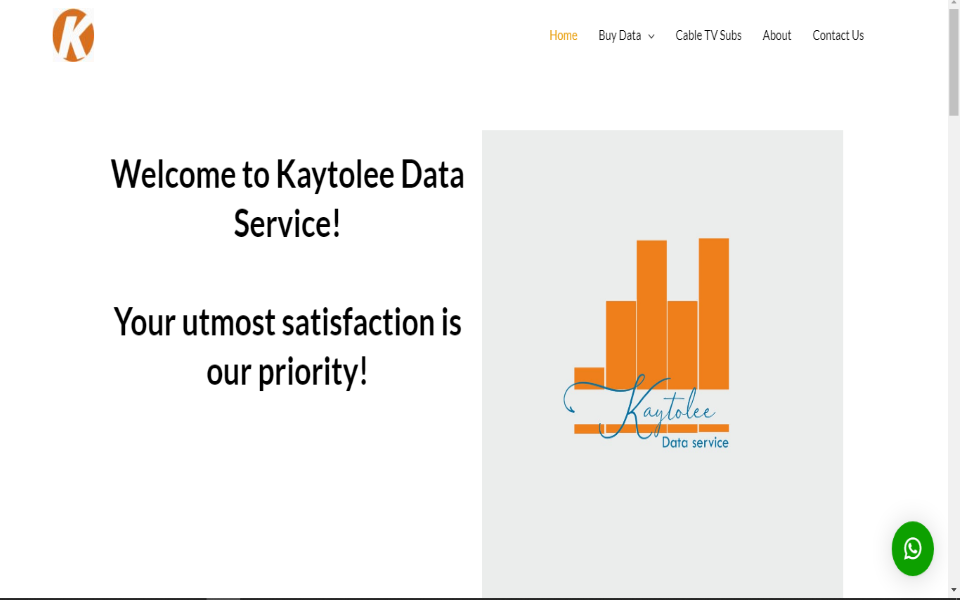 K
Home Buy Data Cable TV Subs About Contact Us
Welcome to Kaytolee Data
Service!
Your utmost satisfaction is
our priority!
Kaytolee
Data service